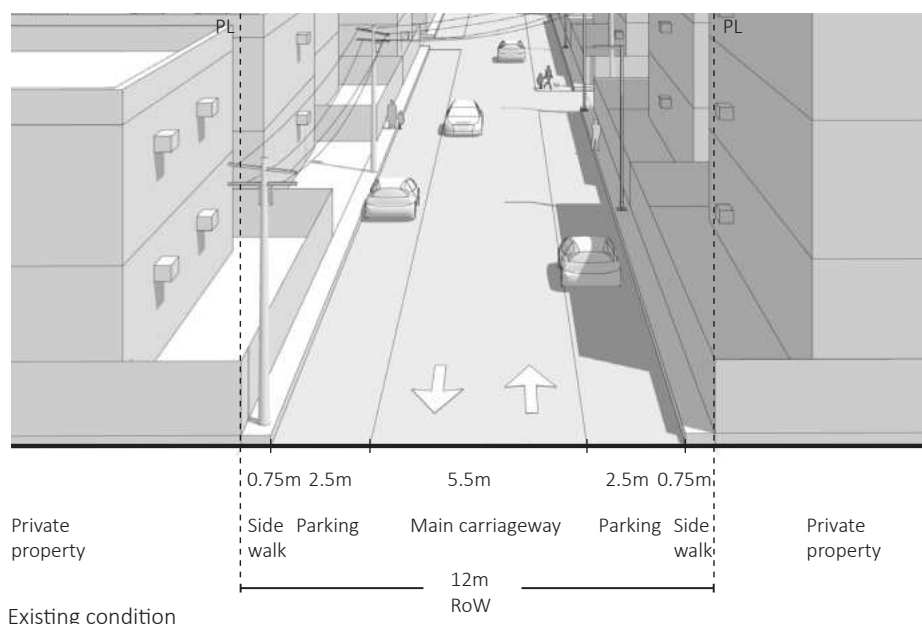 PL PL
0.75m 2.5m 5.5m 2.5m 0.75m
Private Side Parking Main carriageway Parking Side Private
property walk walk property
12m
RoW
Existing condition